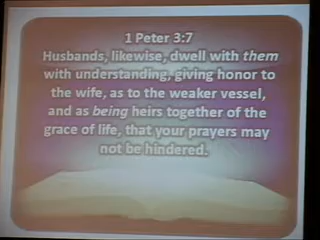 1 Peter 3:7
Husbands, likewise, dwell with them
with understanding, giving honor to
the wife, as to the weaker vessel,
and as being heirs together of the
grace of life, that your prayers may
not be hindered.